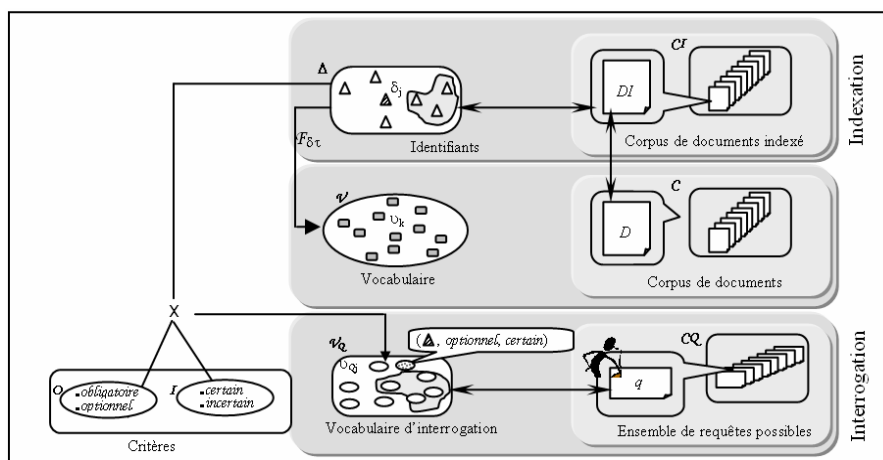 Δ
δj
Identifiants
CI
DI
Corpus de documents indexé
Indexation
Fδτ
V
υk
Vocabulaire
C
D
Corpus de documents
X
VQ
υQj
(▲, optionnel, certain)
Vocabulaire d'interrogation
CQ
q
Ensemble de requêtes possibles
Interrogation
O
▪obligatoire
▪optionnel
I
▪certain
▪incertain
Critères